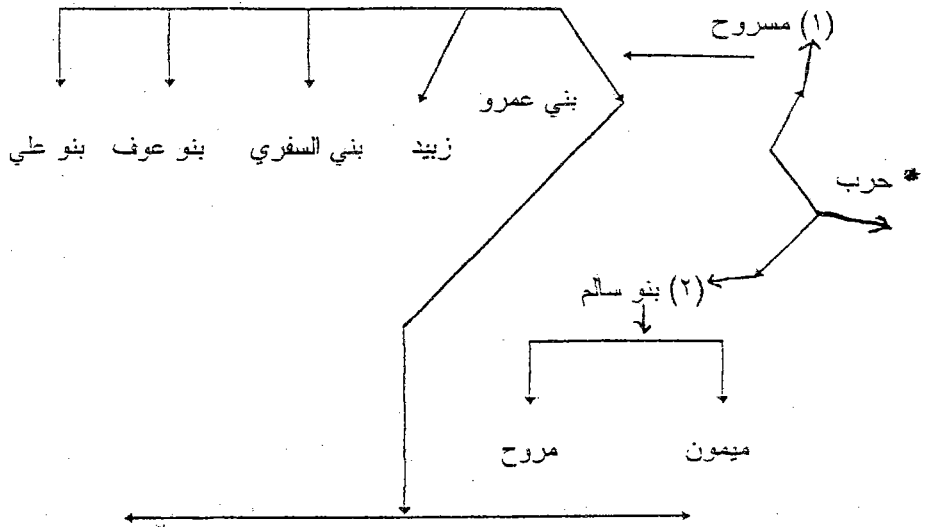 (١) مسروح
بني عمرو
زبيد
بني السفري
بنو عوف
بنو علي
* حرب
(٢) بنو سالم
ميمون
مروح